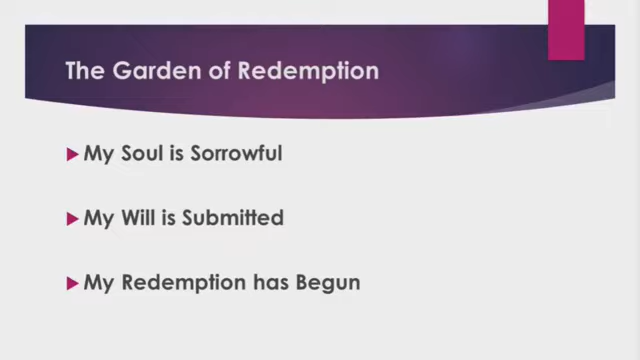 The Garden of Redemption
My Soul is Sorrowful
My Will is Submitted
My Redemption has Begun